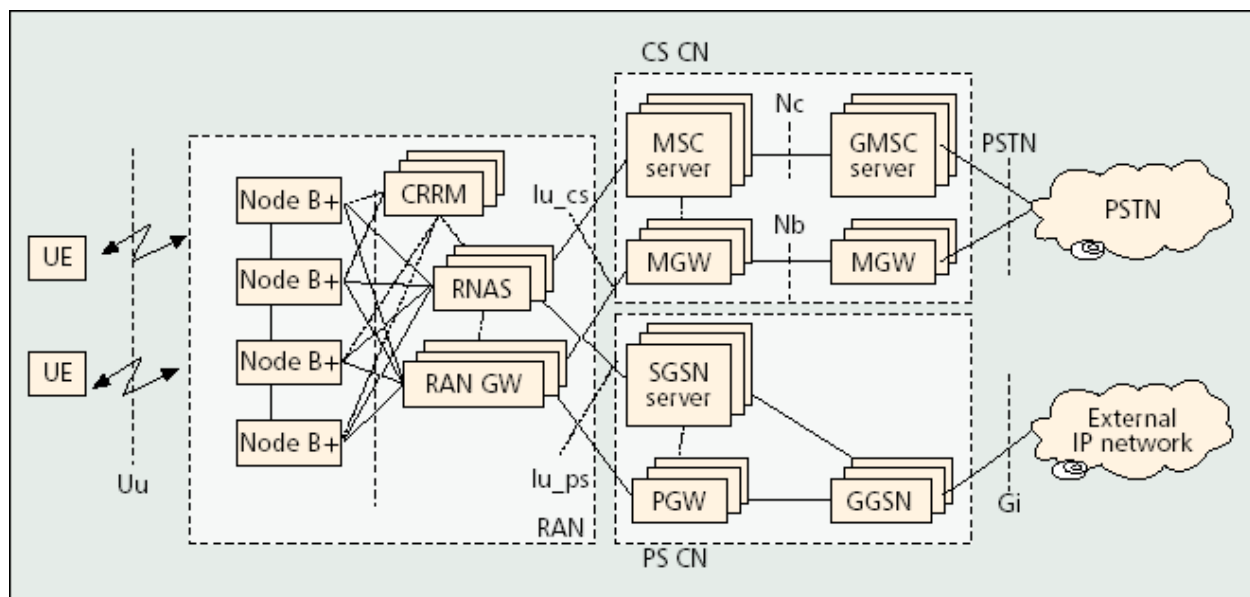 CS CN
MSC
server
Nc
GMSC
server
PSTN
PSTN
MGW
Nb
MGW
Iu_cs
CRRM
Node B+
RNAS
Node B+
UE
RAN GW
Node B+
UE
Node B+
Uu
Iu_ps
RAN
SGSN
server
PGW
GGSN
PS CN
External
IP network
Gi